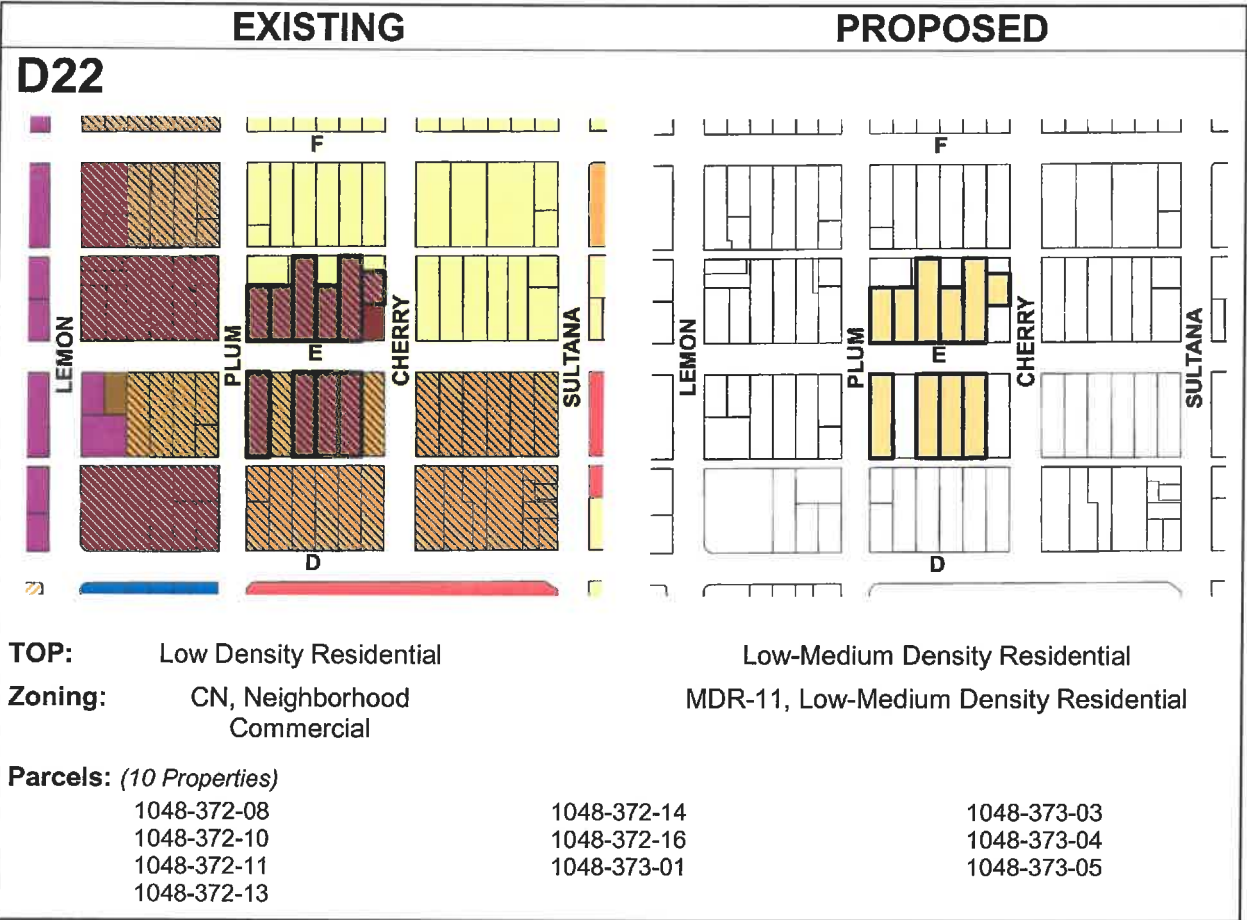 EXISTING
PROPOSED
D22
F
F
LEMON
PLUM
E
CHERRY
SULTANA
LEMON
PLUM
E
CHERRY
SULTANA
D
D
TOP: Low Density Residential
Low-Medium Density Residential
Zoning: CN, Neighborhood
Commercial
MDR-11, Low-Medium Density Residential
Parcels: (10 Properties)
1048-372-08
1048-372-10
1048-372-11
1048-372-13
1048-372-14
1048-372-16
1048-373-01
1048-373-03
1048-373-04
1048-373-05